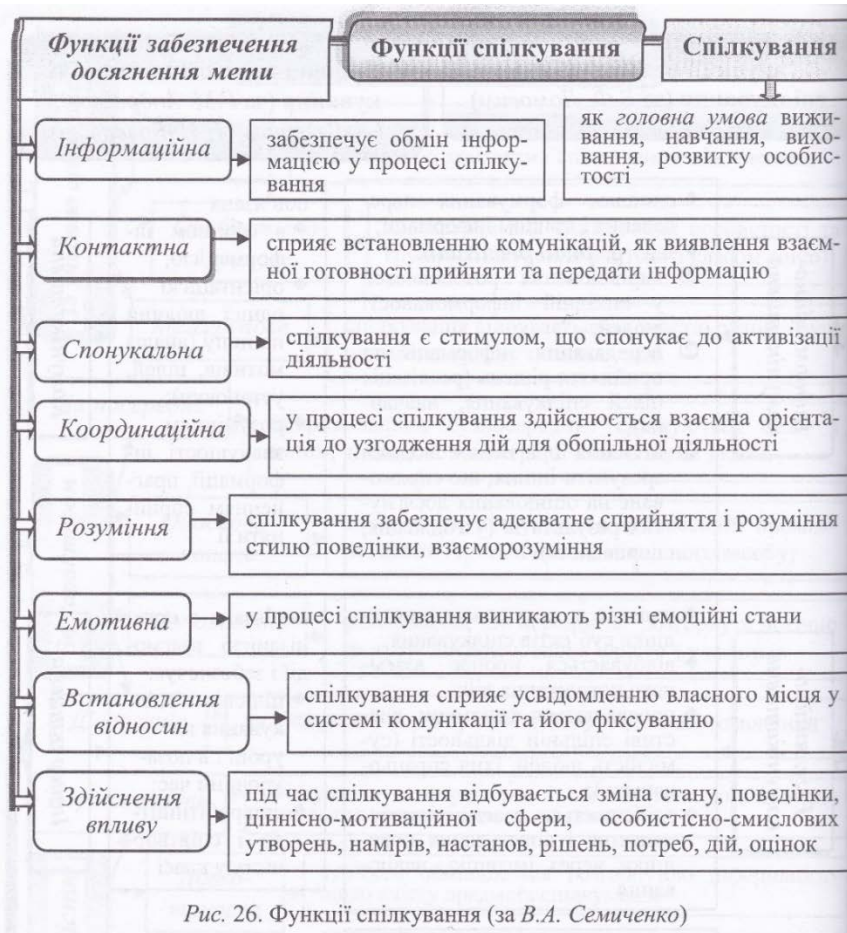 Функції забезпечення
досягнення мети
Функції спілкування
Спілкування
як головна умова вижи-
вання, навчання, вихо-
вання, розвитку особис-
тості
Інформаційна
забезпечує обмін інфор-
мацією у процесі спілку-
вання
Контактна
сприяє встановленню комунікацій, як виявлення взаєм-
ної готовності прийняти та передати інформацію
Спонукальна
спілкування є стимулом, що спонукає до активізації
діяльності
Координаційна
у процесі спілкування здійснюється взаємна орієнта-
ція до узгодження дій для обопільної діяльності
Розуміння
спілкування забезпечує адекватне сприйняття і розуміння
стилю поведінки, взаєморозуміння
Емотивна
у процесі спілкування виникають різні емоційні стани
Встановлення
відносин
спілкування сприяє усвідомленню власного місця у
системі комунікації та його фіксуванню
Здійснення
впливу
під час спілкування відбувається зміна стану, поведінки,
ціннісно-мотиваційної сфери, особистісно-смислових
утворень, намірів, настанов, рішень, потреб, дій, оцінок
Рис. 26. Функції спілкування (за В.А. Семиченко)